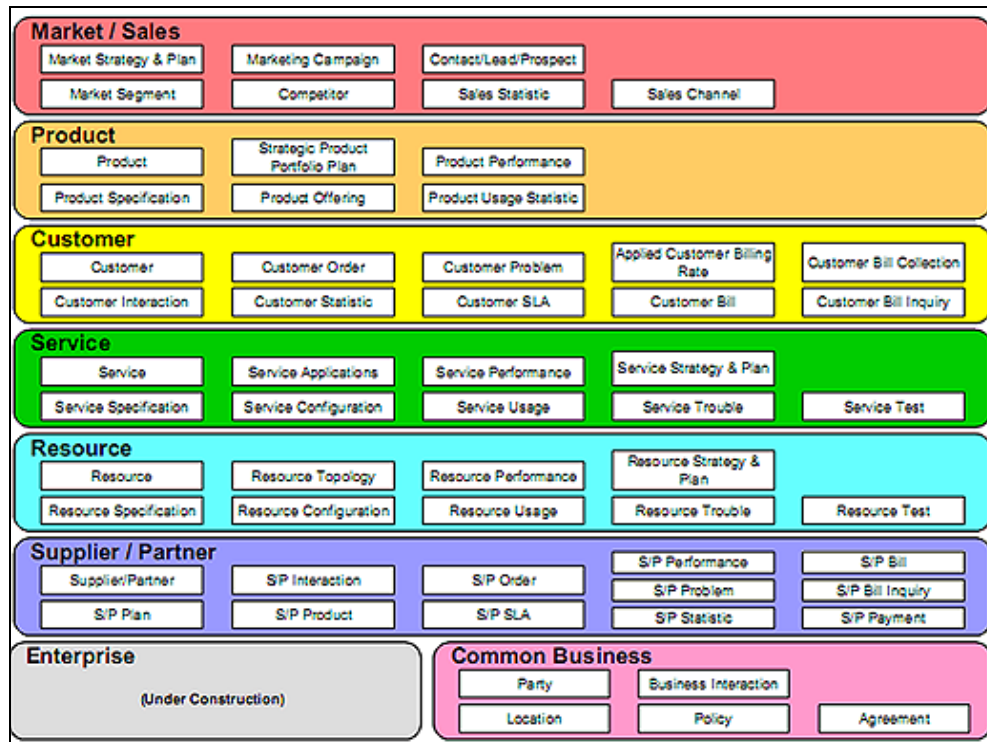 Market / Sales
Market Strategy & Plan
Marketing Campaign
Contact/Lead/Prospect
Market Segment
Competitor
Sales Statistic
Sales Channel
Product
Product
Strategic Product
Portfolio Plan
Product Performance
Product Specification
Product Offering
Product Usage Statistic
Customer
Customer
Customer Order
Customer Problem
Applied Customer Billing
Rate
Customer Bill Collection
Customer Interaction
Customer Statistic
Customer SLA
Customer Bill
Customer Bill Inquiry
Service
Service
Service Applications
Service Performance
Service Strategy & Plan
Service Specification
Service Configuration
Service Usage
Service Trouble
Service Test
Resource
Resource
Resource Topology
Resource Performance
Resource Strategy &
Plan
Resource Specification
Resource Configuration
Resource Usage
Resource Trouble
Resource Test
Supplier / Partner
Supplier/Partner
S/P Interaction
S/P Order
S/P Performance
S/P Bill
S/P Problem
S/P Bill Inquiry
S/P Plan
S/P Product
S/P SLA
S/P Statistic
S/P Payment
Enterprise
(Under Construction)
Common Business
Party
Business Interaction
Location
Policy
Agreement